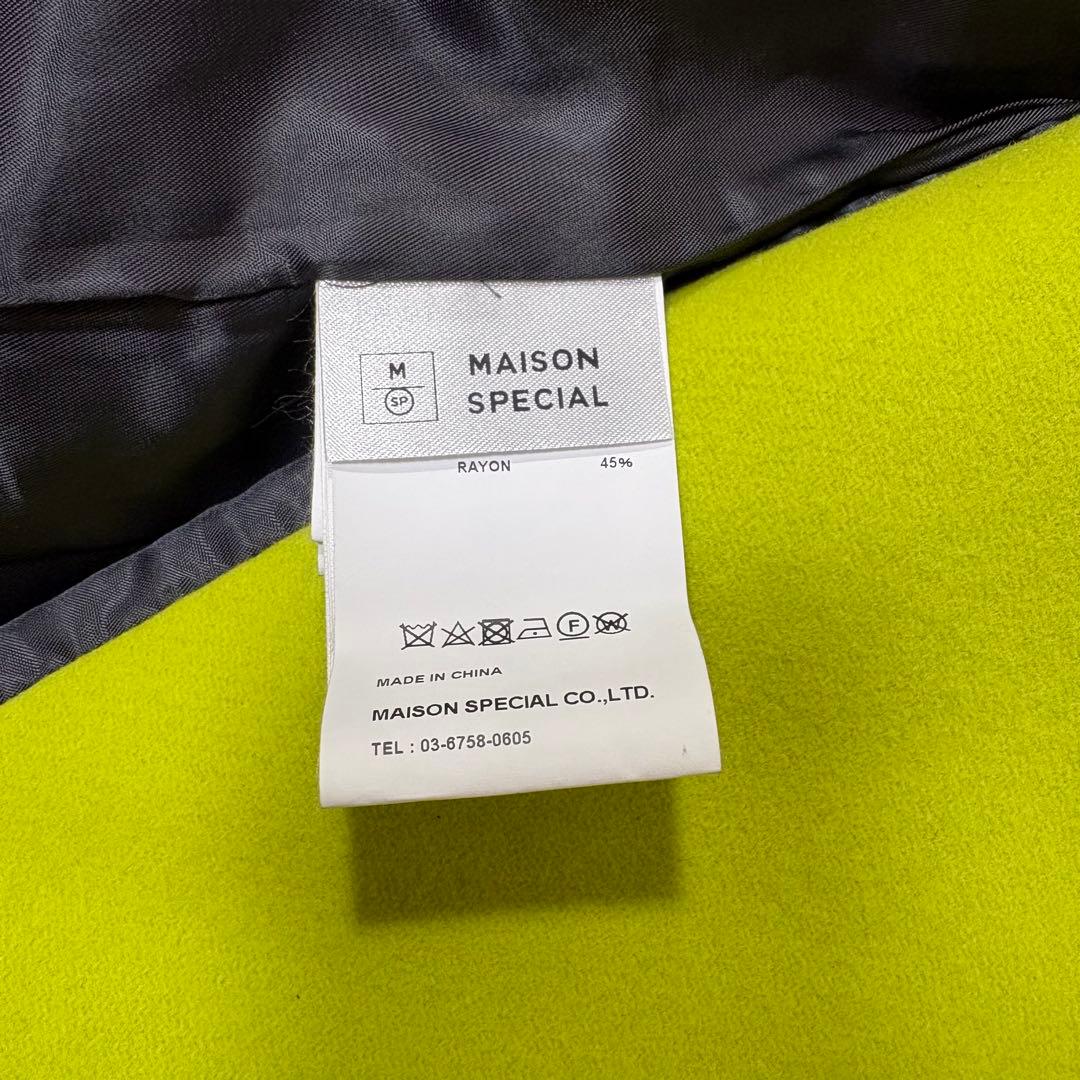 M
SP
MAISON
SPECIAL
RAYON 45%
F W
MADE IN CHINA
MAISON SPECIAL CO.,LTD.
TEL : 03-6758-0605